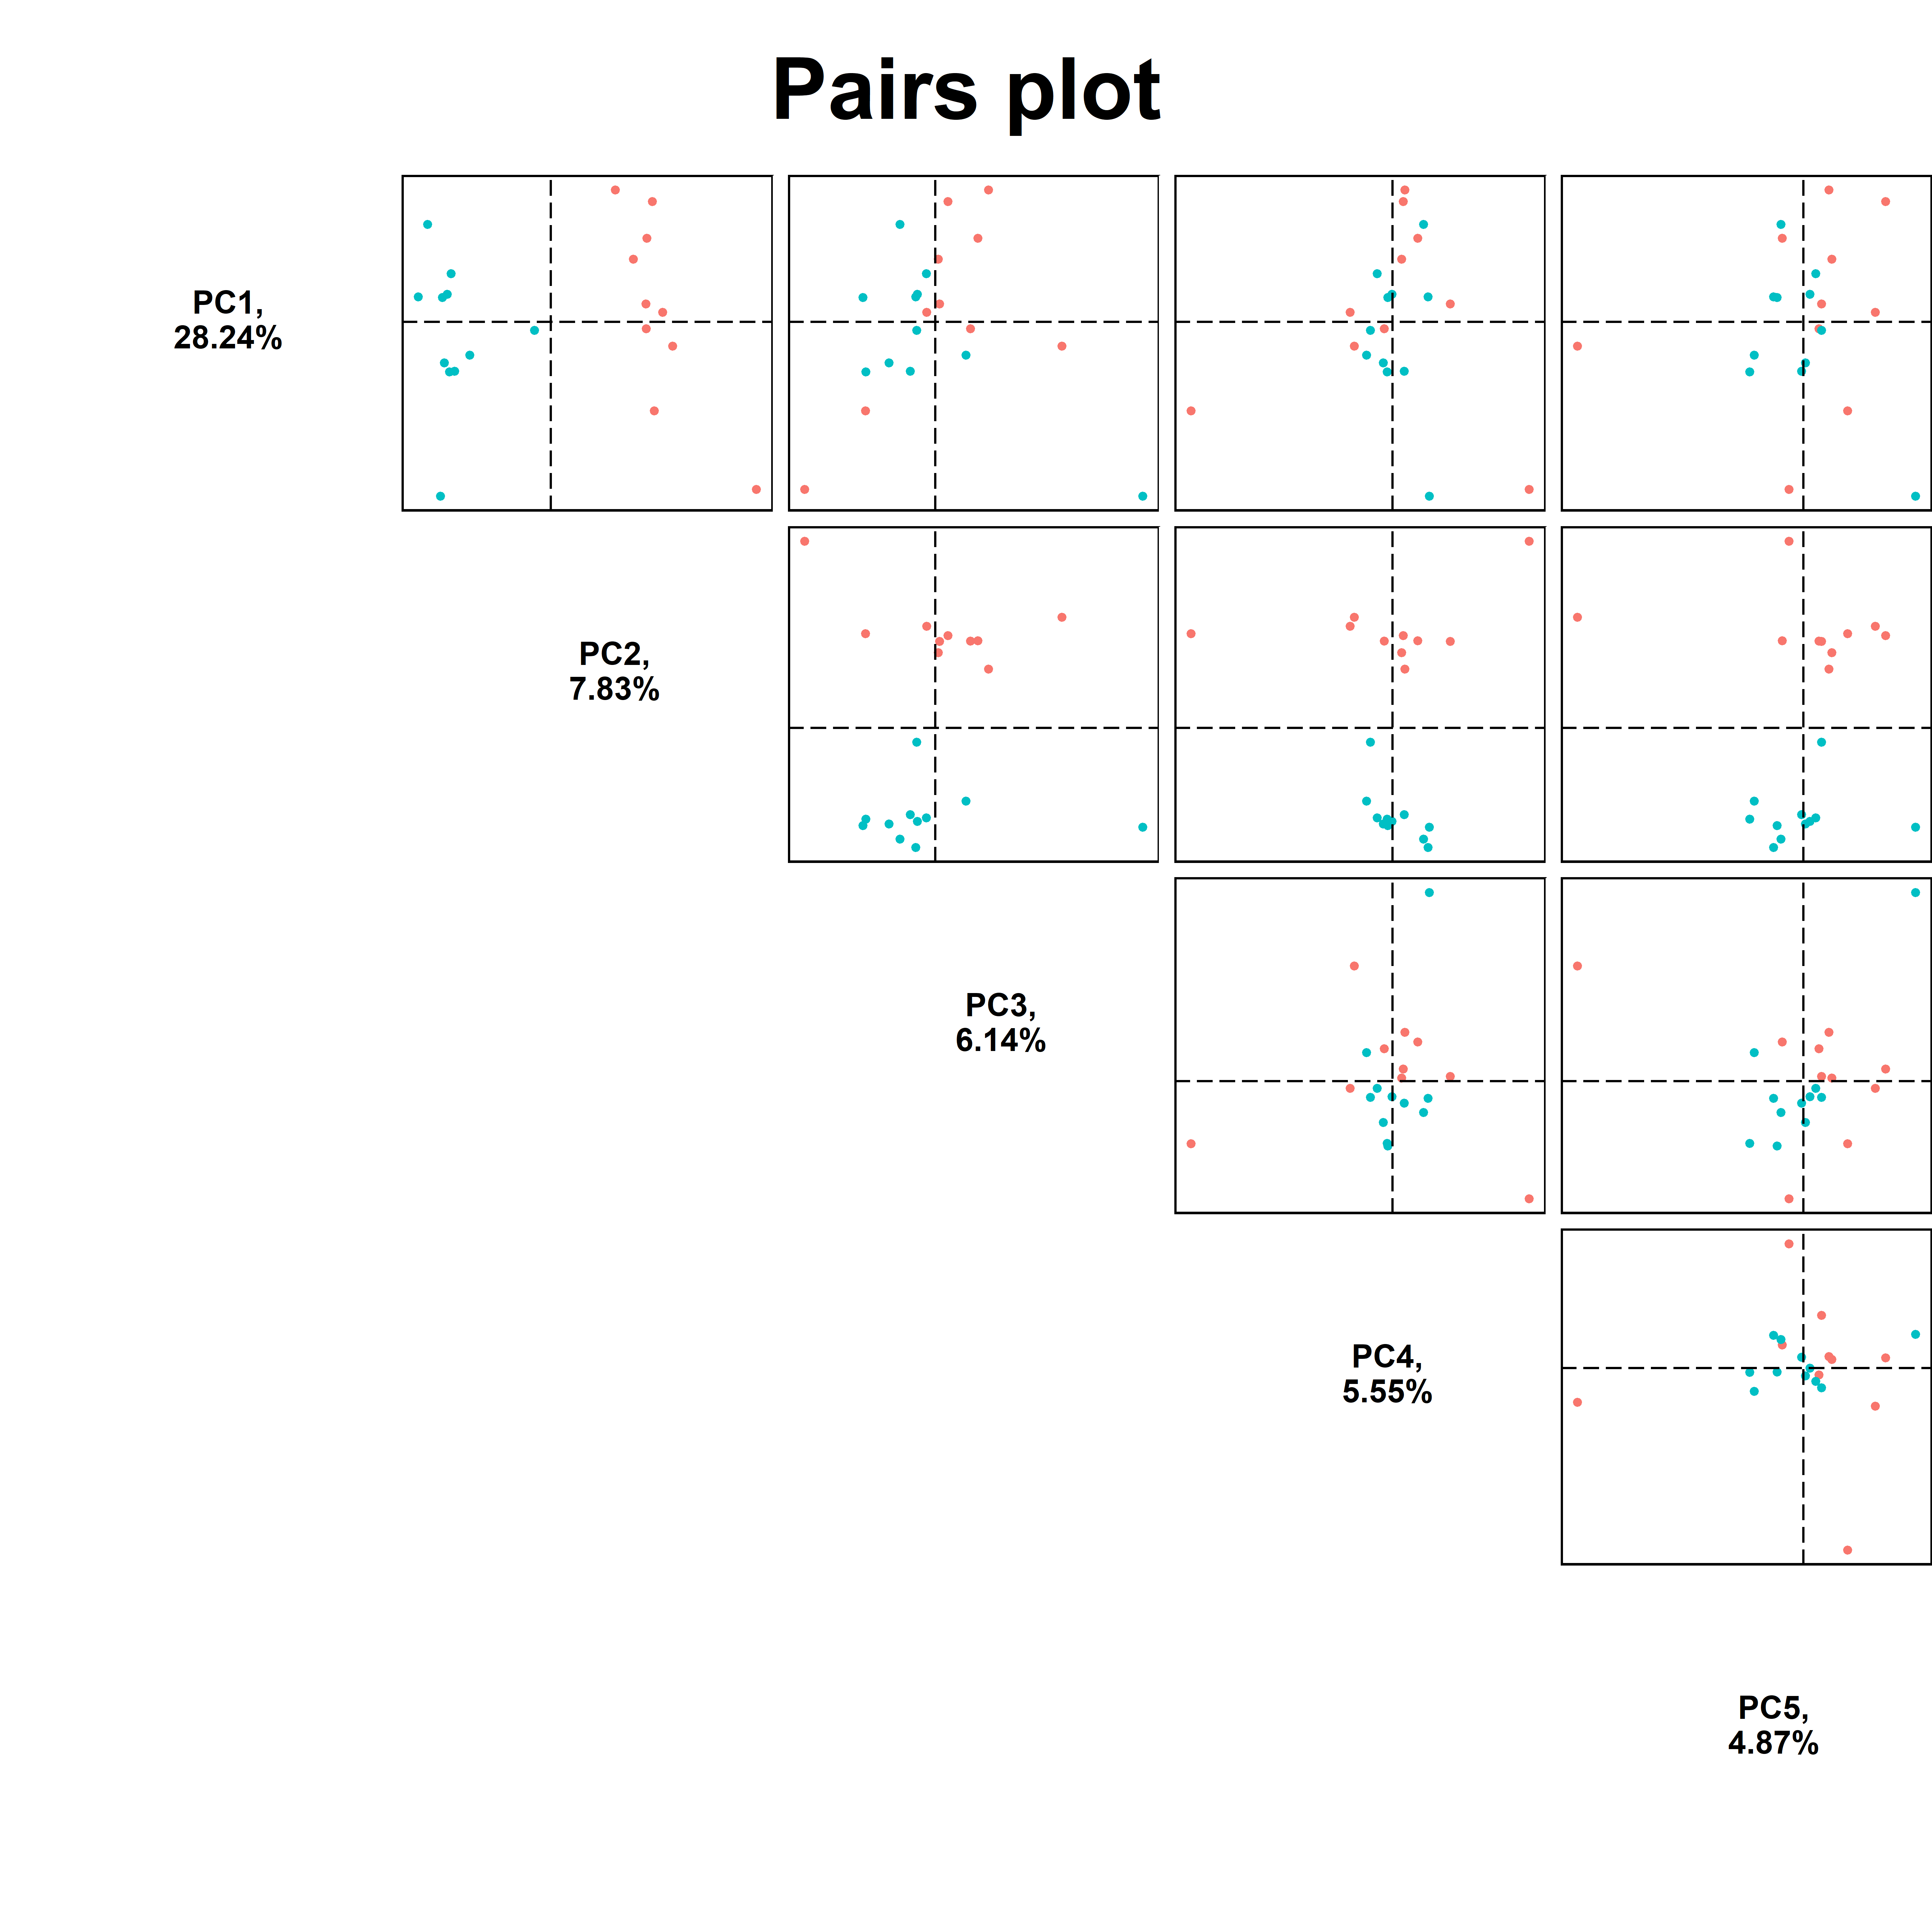 Pairs plot
PC1,
28.24%
PC2,
7.83%
PC3,
6.14%
PC4,
5.55%
PC5,
4.87%